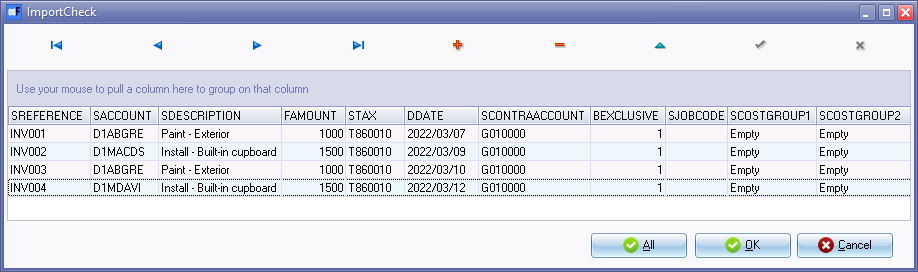 ImportCheck
Use your mouse to pull a column here to group on that column
SREFERENCE SACCOUNT SDESCRIPTION FAMOUNT STAX DDATE SCONTRAACCOUNT BEXCLUSIVE SJOBCODE SCOSTGROUP1 SCOSTGROUP2
INV001 D1ABGRE Paint - Exterior 1000 T860010 2022/03/07 G010000 1 Empty Empty
INV002 D1MACDS Install - Built-in cupboard 1500 T860010 2022/03/09 G010000 1 Empty Empty
INV003 D1ABGRE Paint - Exterior 1000 T860010 2022/03/10 G010000 1 Empty Empty
INV004 D1MDAVI Install - Built-in cupboard 1500 T860010 2022/03/12 G010000 1 Empty Empty
All OK Cancel